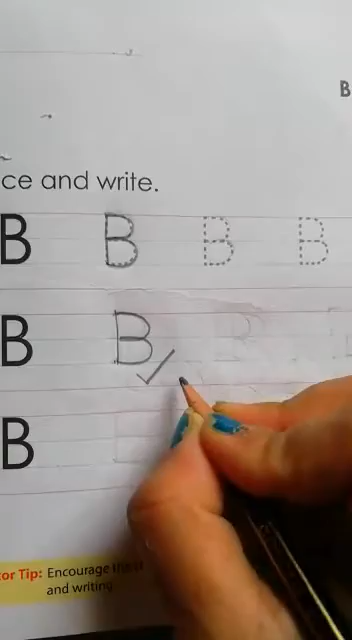 B
ce and write.
B B B B
B B B
B
tor Tip: Encourage
and writing